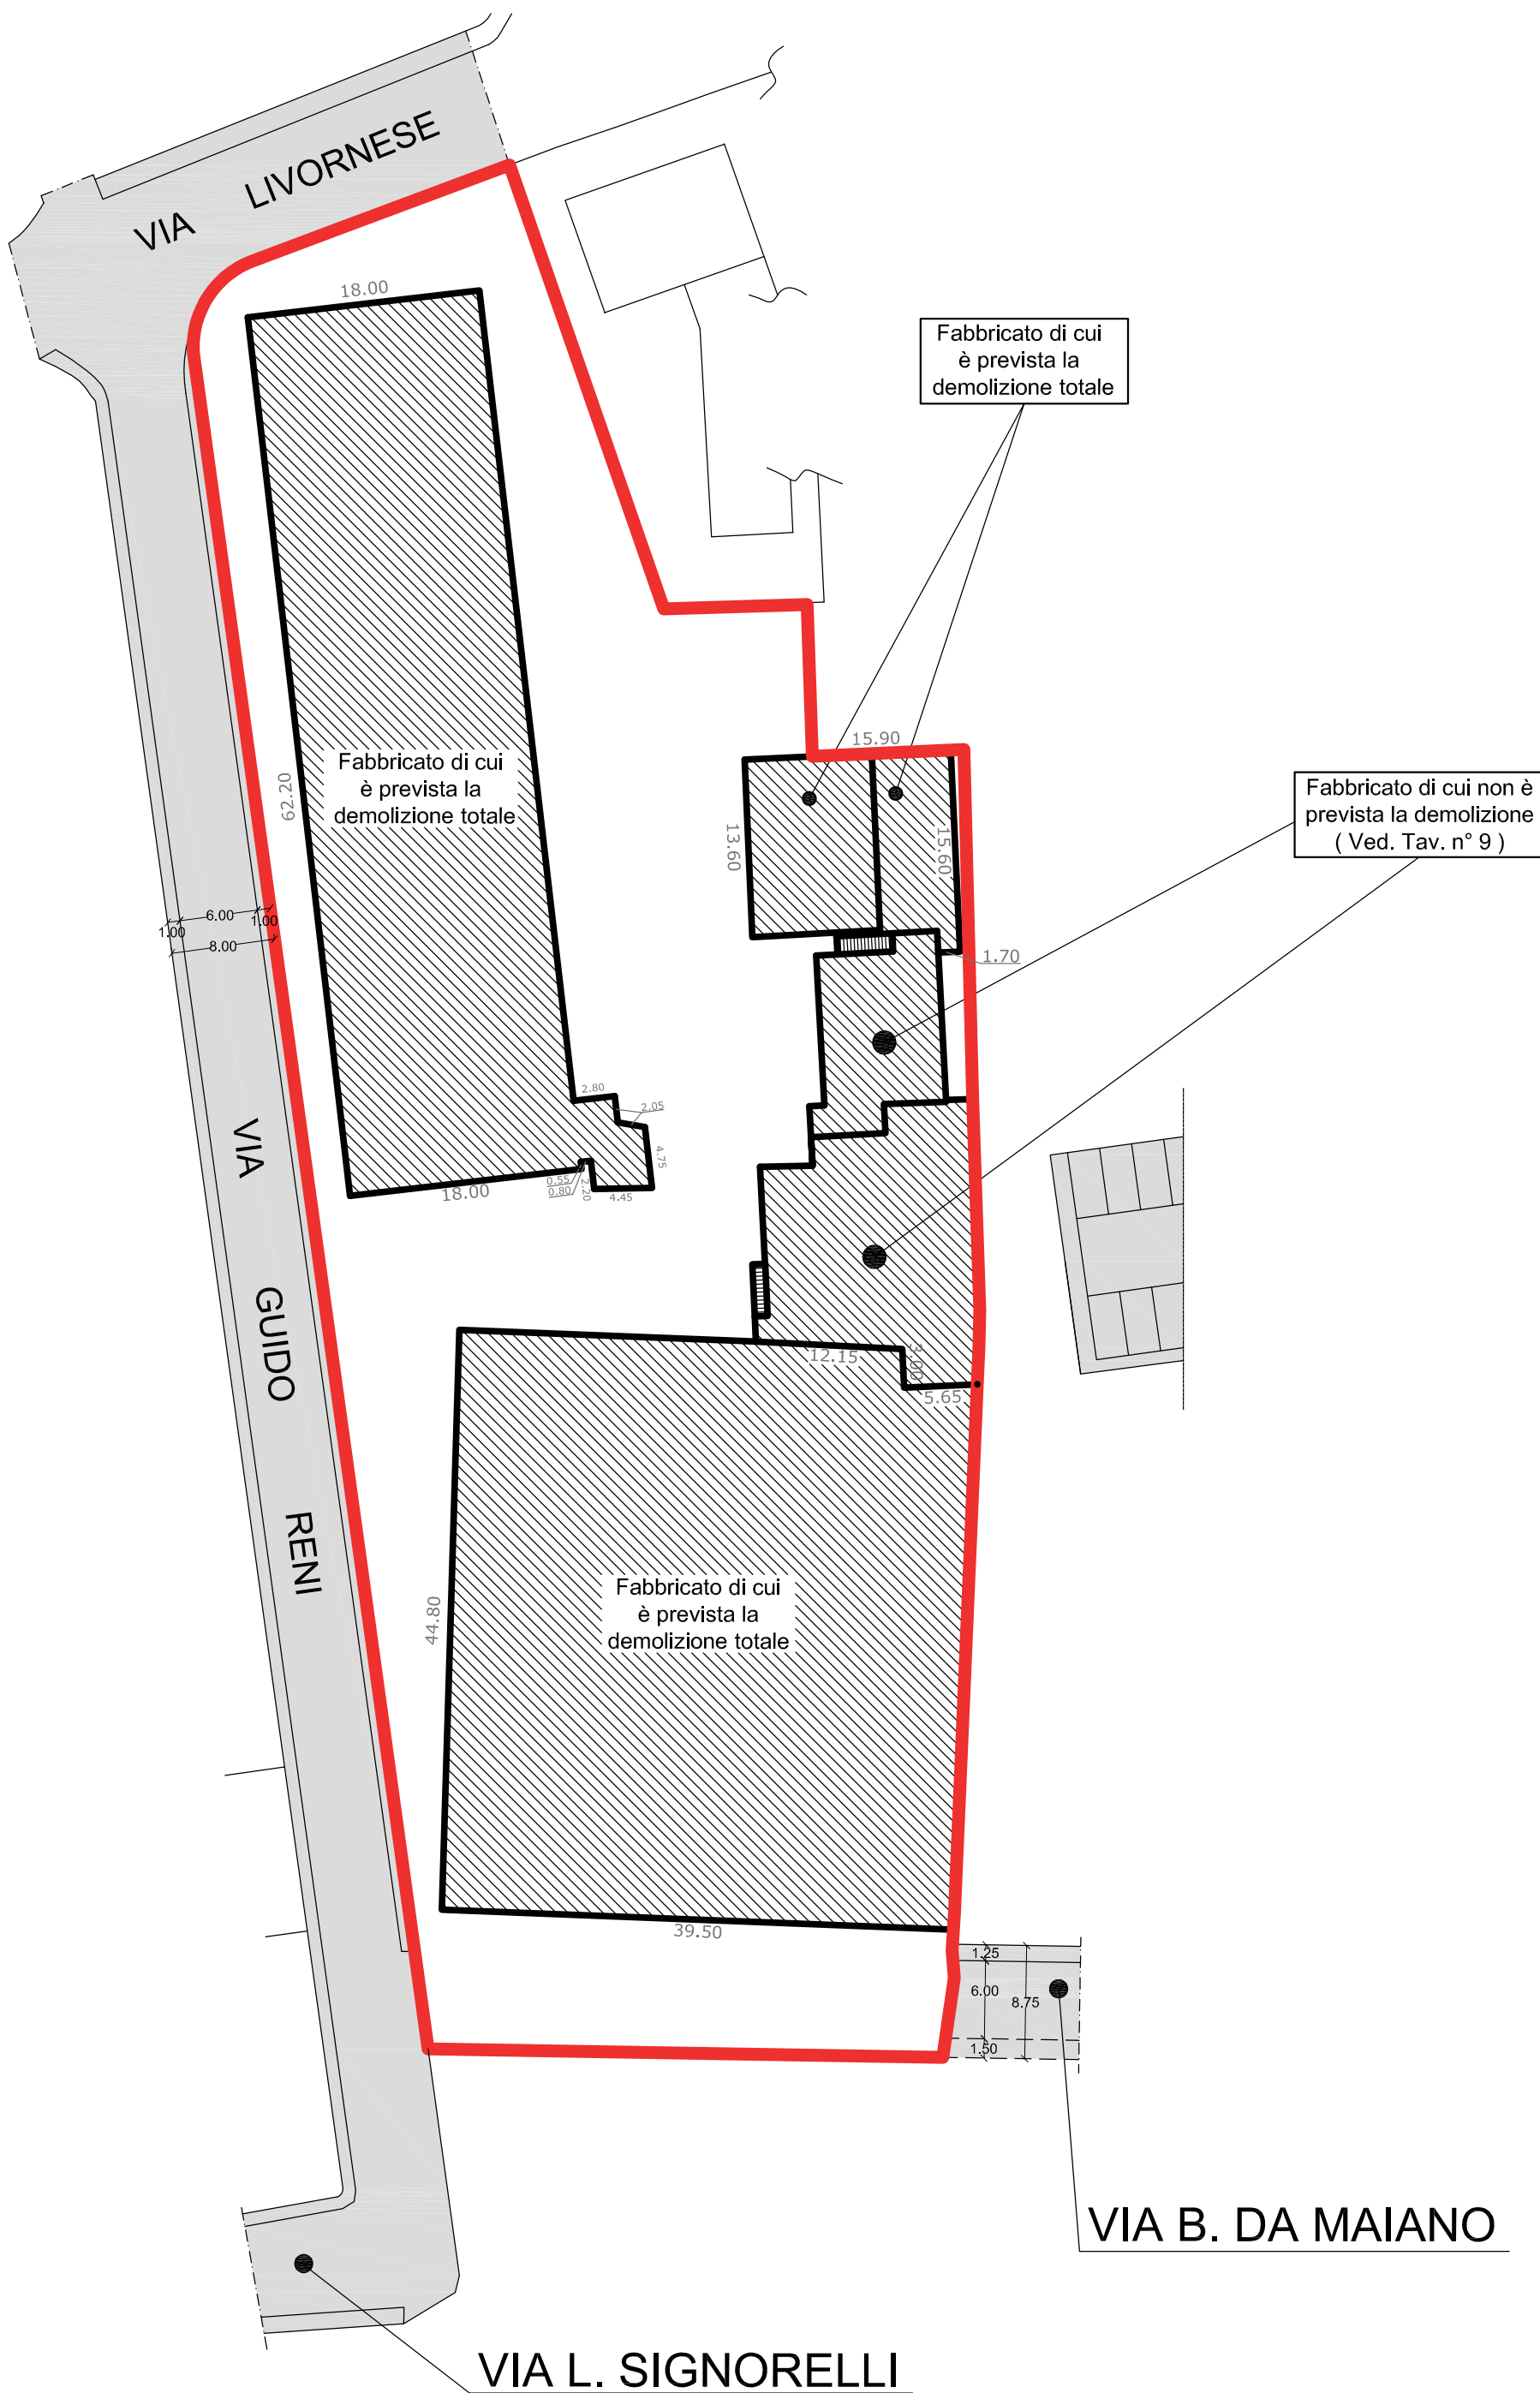 VIA LIVORNESE
18.00
Fabbricato di cui
è prevista la
demolizione totale
15.90
Fabbricato di cui
è prevista la
demolizione totale
62.20
13.60
15.60
Fabbricato di cui non è
prevista la demolizione
( Ved. Tav. n° 9 )
6.00
1.00
1.00
8.00
1.70
2.80
2.05
4.75
0.55
0.80
2.20
4.45
18.00
VIA GUIDO RENI
12.15
3.00
5.65
44.80
Fabbricato di cui
è prevista la
demolizione totale
39.50
1.25
6.00
8.75
1.50
VIA B. DA MAIANO
VIA L. SIGNORELLI